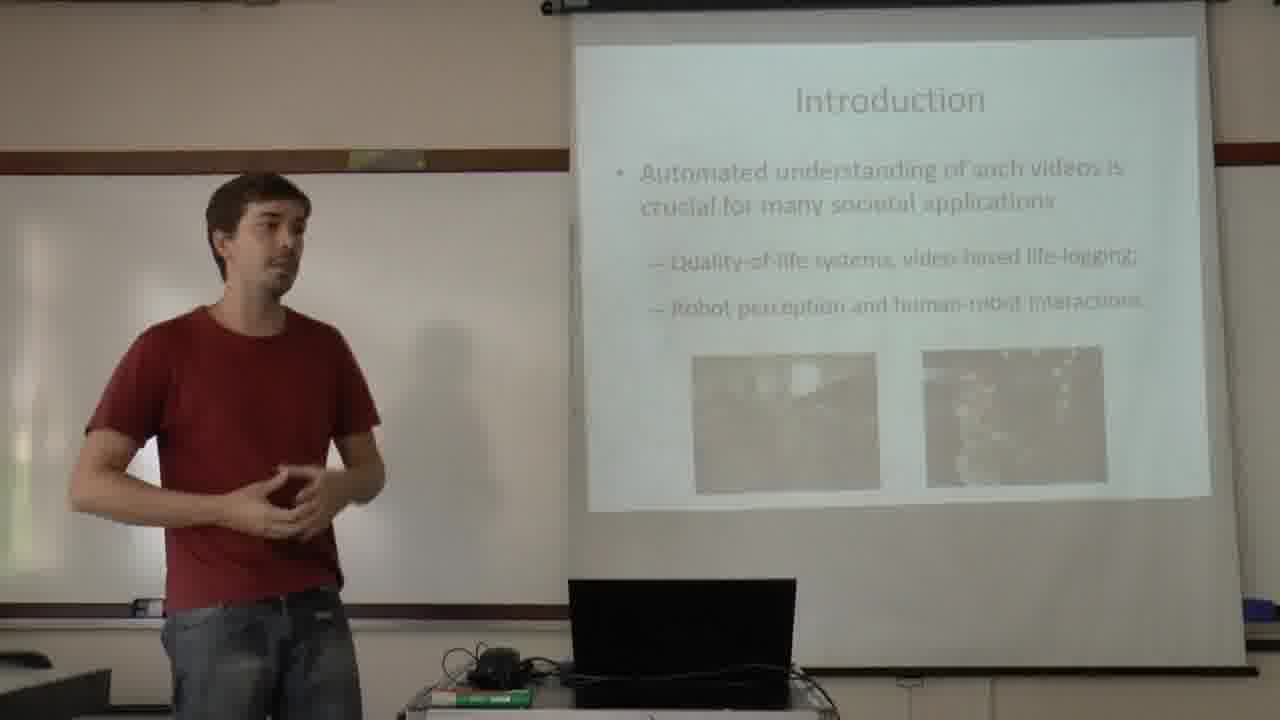 Introduction
• Automated understanding of such videos is
crucial for many societal applications
– Quality-of-life systems, video-based life-logging;
– Robot perception and human-robot interactions.